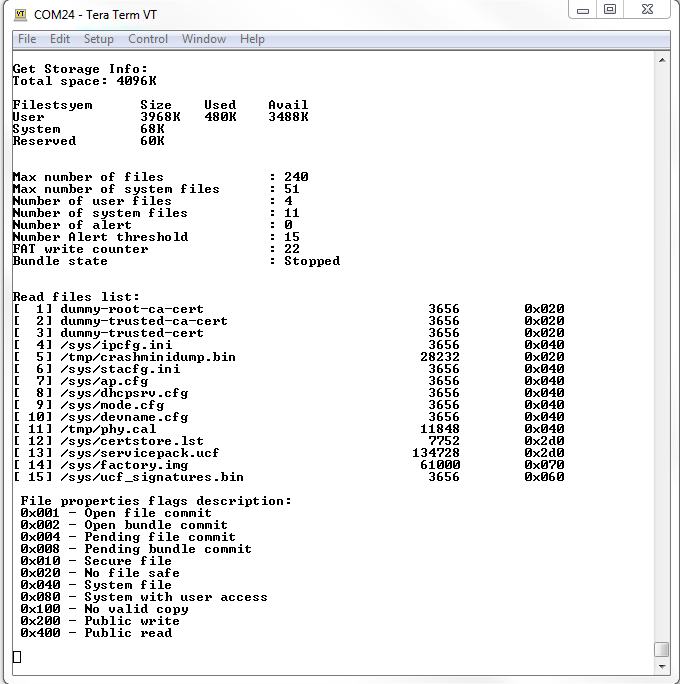 COM24 - Tera Term VT
File Edit Setup Control Window Help
Get Storage Info:
Total space: 4096K
Filestsyem Size Used Avail
User 3968K 480K 3488K
System 68K
Reserved 60K
Max number of files : 240
Max number of system files : 51
Number of user files : 4
Number of system files : 11
Number of alert : 0
Number Alert threshold : 15
FAT write counter : 22
Bundle state : Stopped
Read files list:
[ 1] dummy-root-ca-cert 3656 0x020
[ 2] dummy-trusted-ca-cert 3656 0x020
[ 3] dummy-trusted-cert 3656 0x020
[ 4] /sys/ipcfg.ini 3656 0x040
[ 5] /tmp/crashminidump.bin 28232 0x020
[ 6] /sys/stacfg.ini 3656 0x040
[ 7] /sys/ap.cfg 3656 0x040
[ 8] /sys/dhcpsrv.cfg 3656 0x040
[ 9] /sys/mode.cfg 3656 0x040
[ 10] /sys/devname.cfg 3656 0x040
[ 11] /tmp/phy.cal 11848 0x040
[ 12] /sys/certstore.lst 7752 0x2d0
[ 13] /sys/servicepack.ucf 134728 0x2d0
[ 14] /sys/factory.img 61000 0x070
[ 15] /sys/ucf_signatures.bin 3656 0x060
File properties flags description:
0x001 - Open file commit
0x002 - Open bundle commit
0x004 - Pending file commit
0x008 - Pending bundle commit
0x010 - Secure file
0x020 - No file safe
0x040 - System file
0x080 - System with user access
0x100 - No valid copy
0x200 - Public write
0x400 - Public read